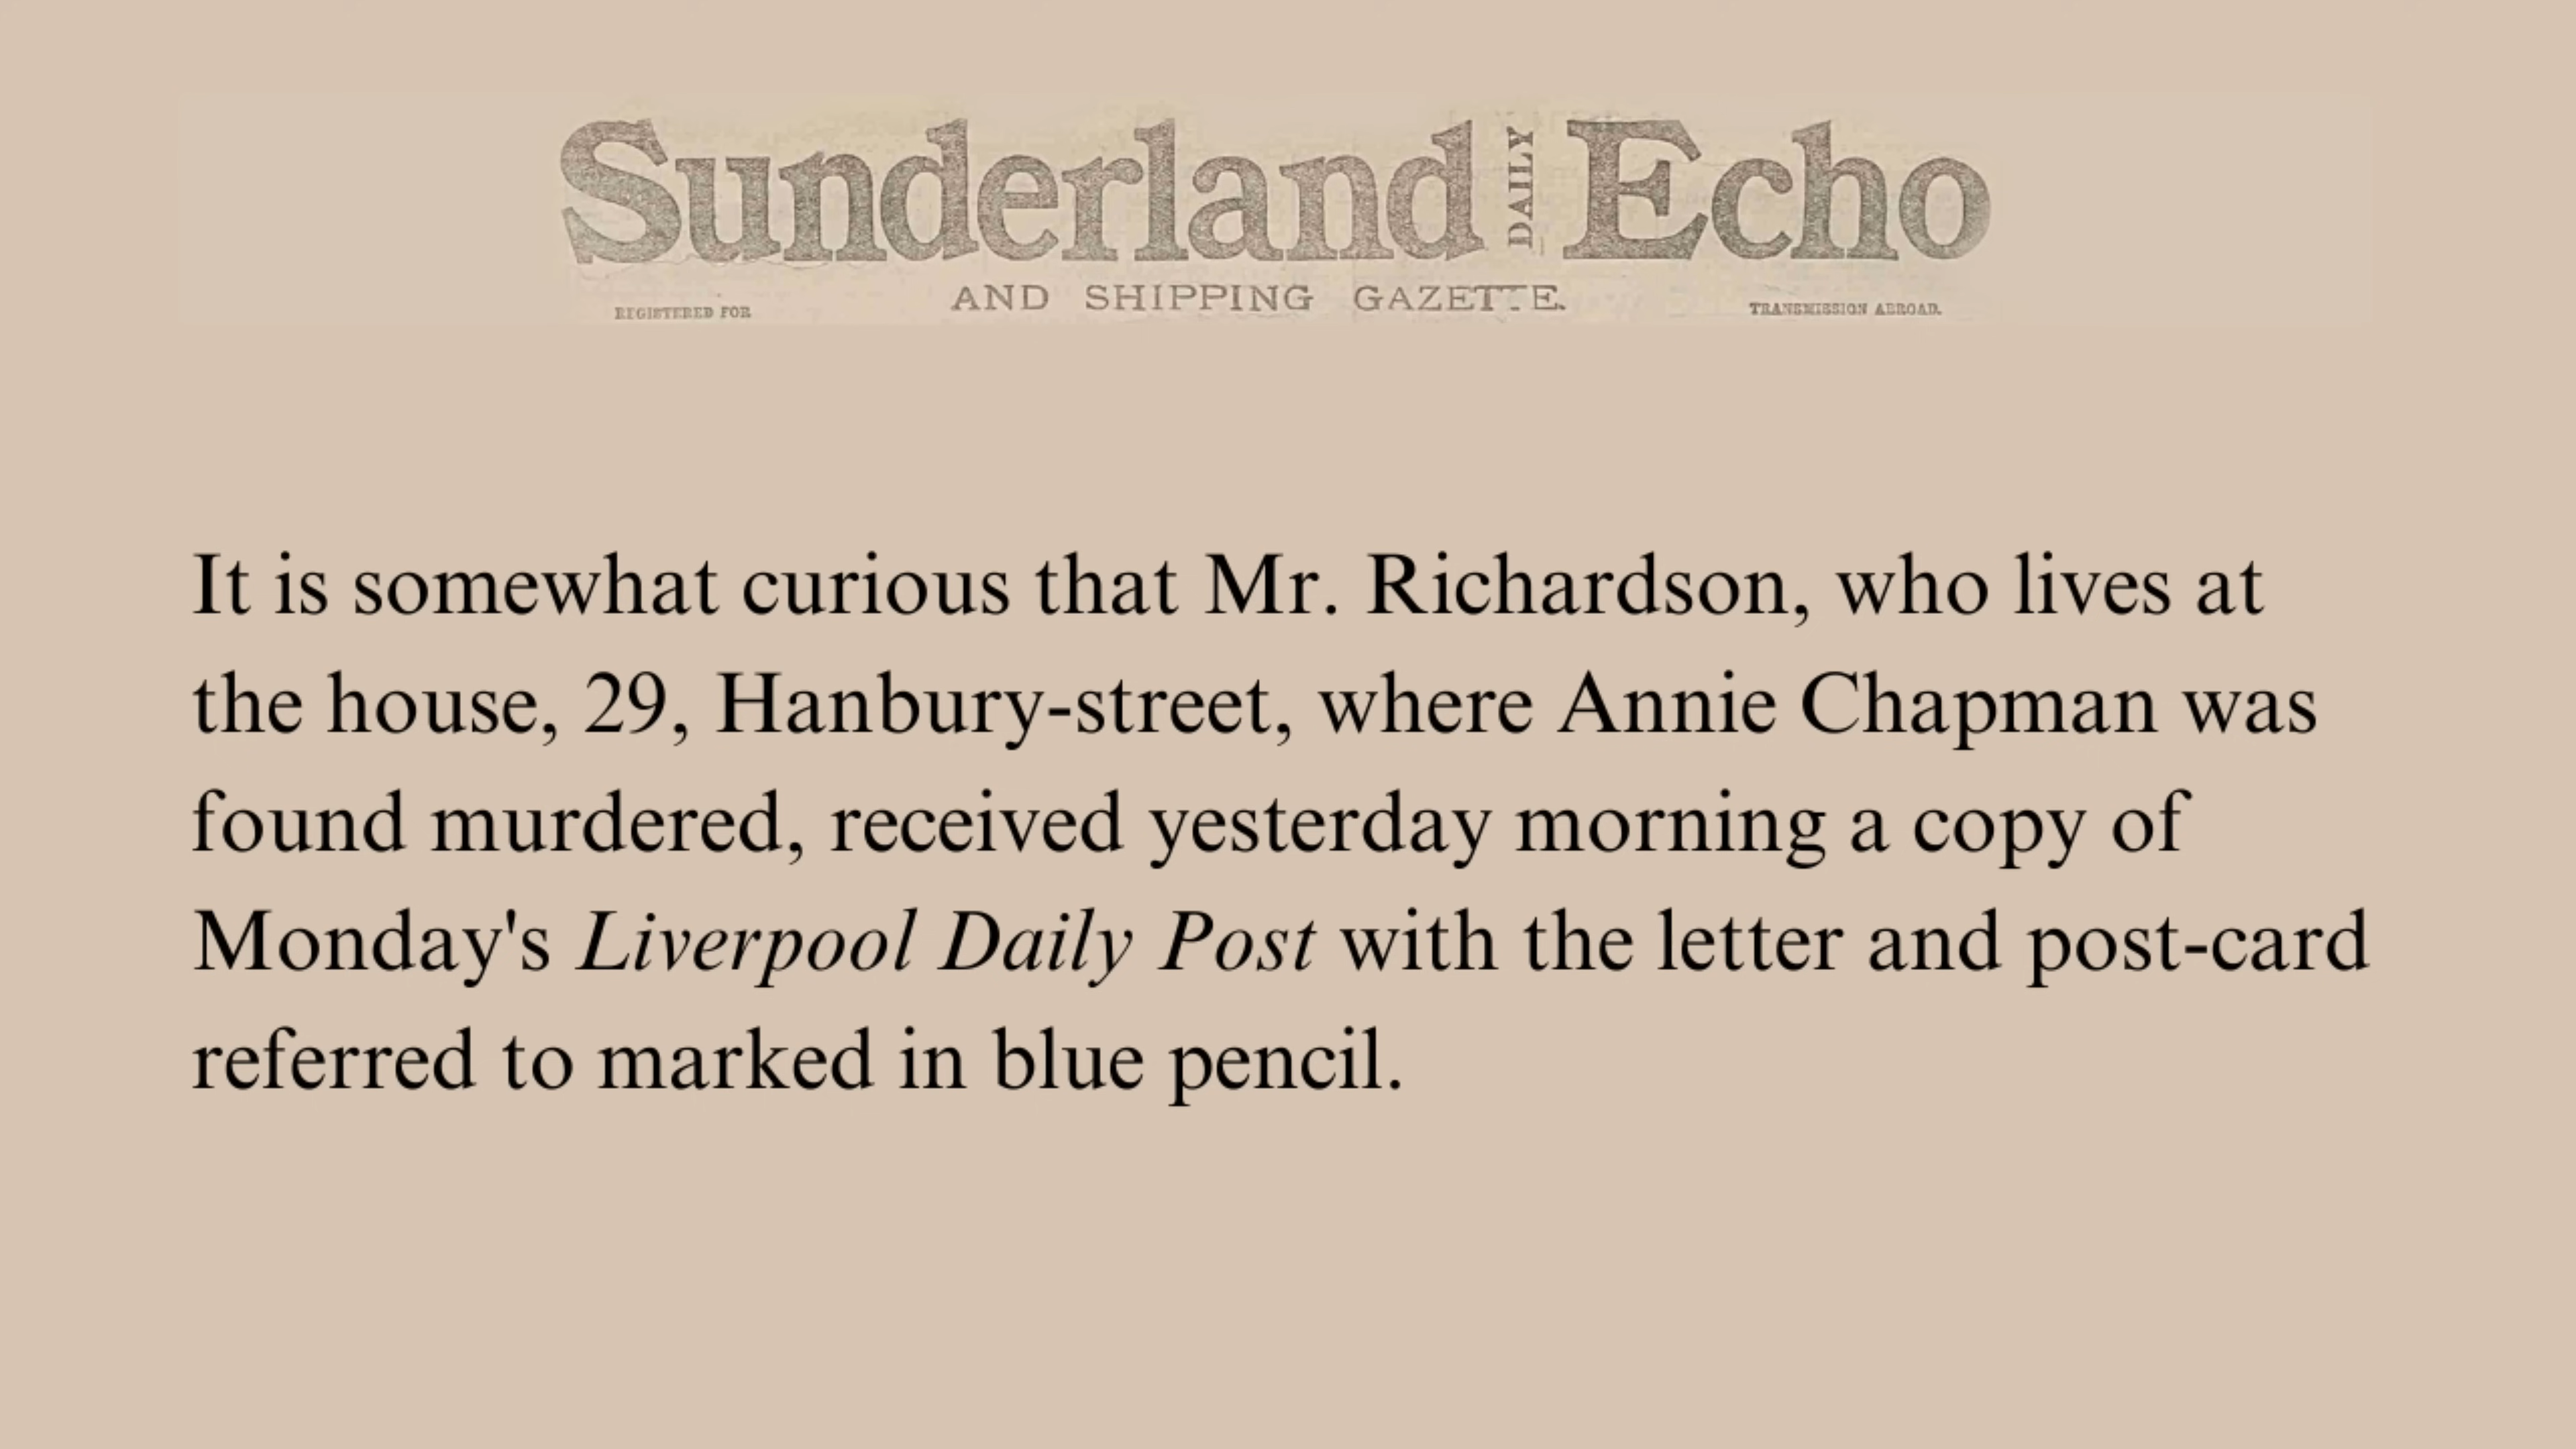 Sunderland DAILY Echo
AND SHIPPING GAZETTE.
REGISTERED FOR TRANSMISSION ABROAD.
It is somewhat curious that Mr. Richardson, who lives at
the house, 29, Hanbury-street, where Annie Chapman was
found murdered, received yesterday morning a copy of
Monday's Liverpool Daily Post with the letter and post-card
referred to marked in blue pencil.